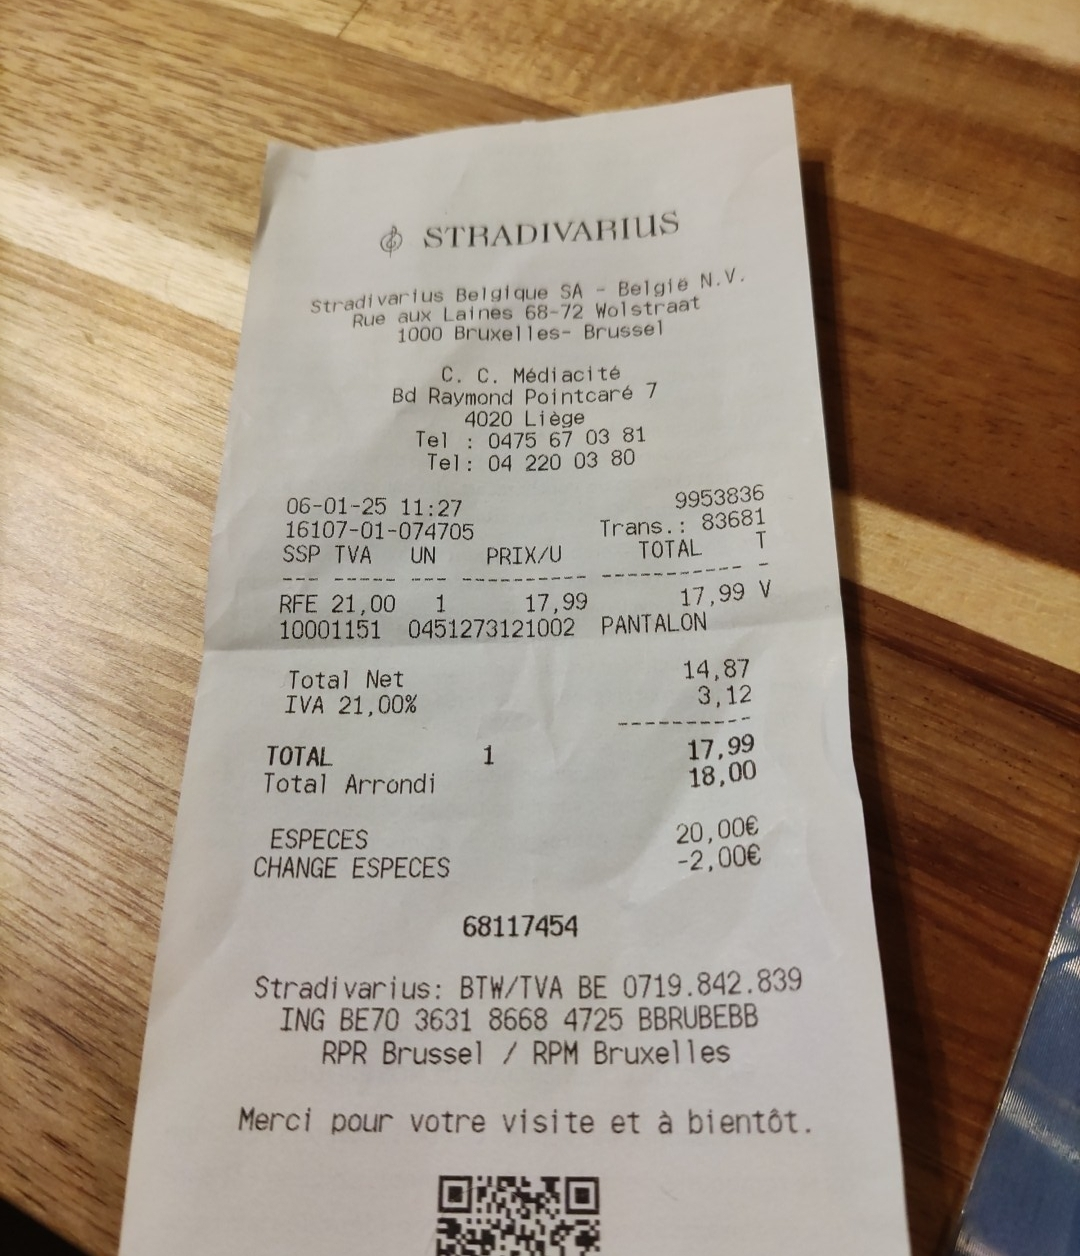 STRADIVARIUS
Stradivarius Belgique SA - België N.V.
Rue aux Laines 68-72 Wolstraat
1000 Bruxelles- Brussel
C. C. Médiacité
Bd Raymond Pointcaré 7
4020 Liège
Tel : 0475 67 03 81
Tel: 04 220 03 80
06-01-25 11:27 9953836
16107-01-074705 Trans.: 83681
SSP TVA UN PRIX/U TOTAL T
--- ----- --- ---------- ----------- -
RFE 21,00 1 17,99 17,99 V
10001151 0451273121002 PANTALON
Total Net 14,87
IVA 21,00% 3,12
----------
TOTAL 1 17,99
Total Arrondi 18,00
ESPECES 20,00€
CHANGE ESPECES -2,00€
68117454
Stradivarius: BTW/TVA BE 0719.842.839
ING BE70 3631 8668 4725 BBRUBEBB
RPR Brussel / RPM Bruxelles
Merci pour votre visite et à bientôt.